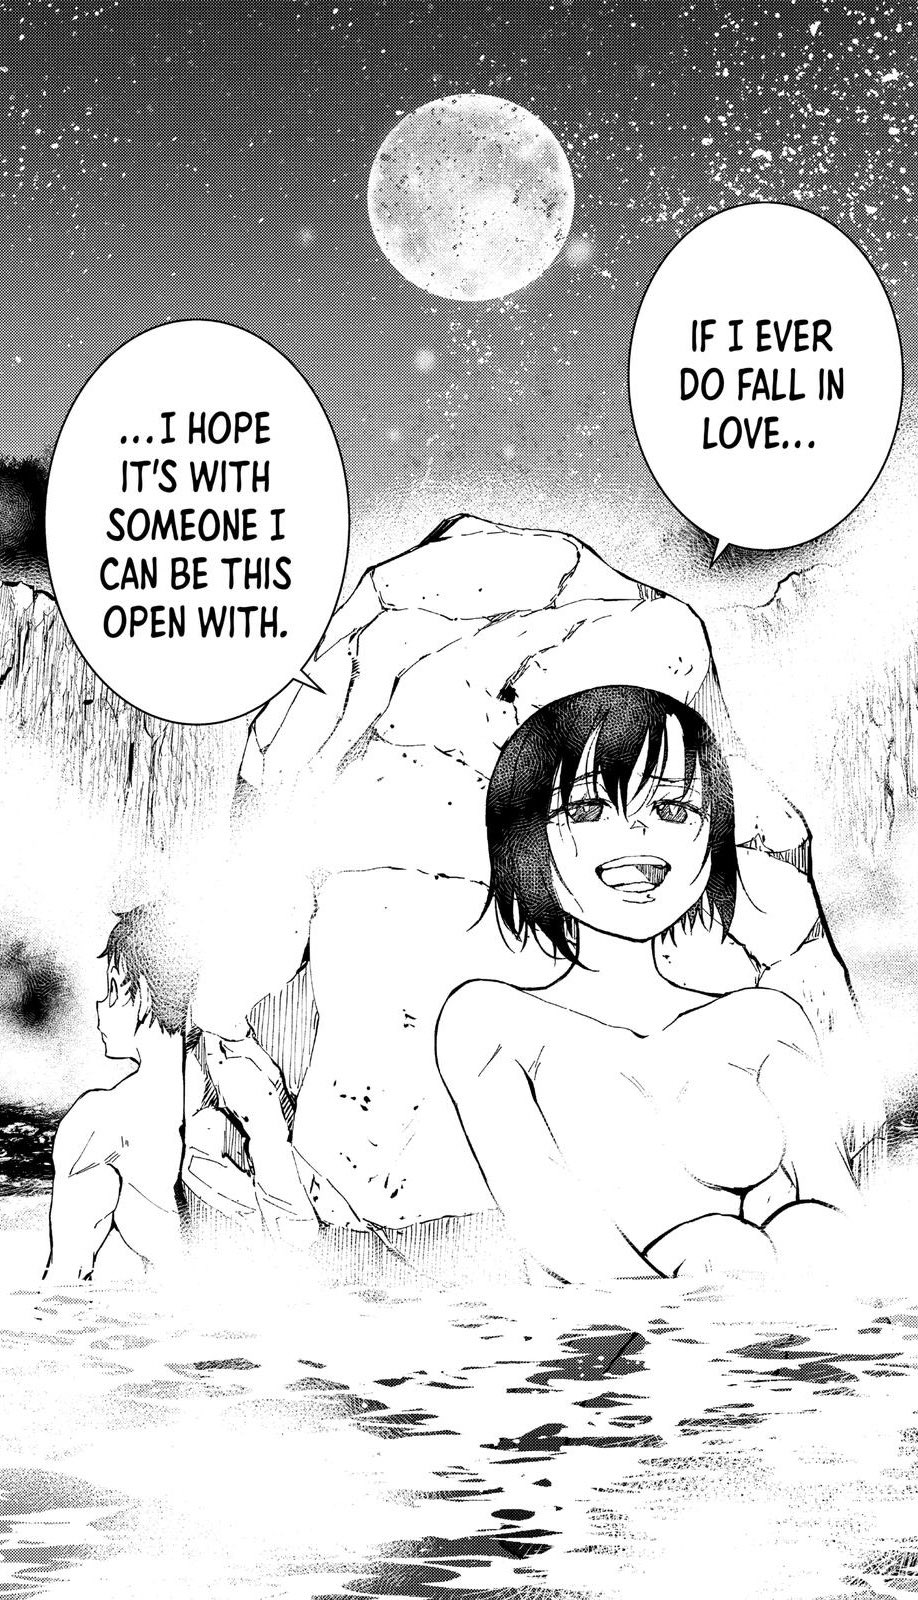 IF I EVER
DO FALL IN
LOVE...
...I HOPE
IT'S WITH
SOMEONE I
CAN BE THIS
OPEN WITH.